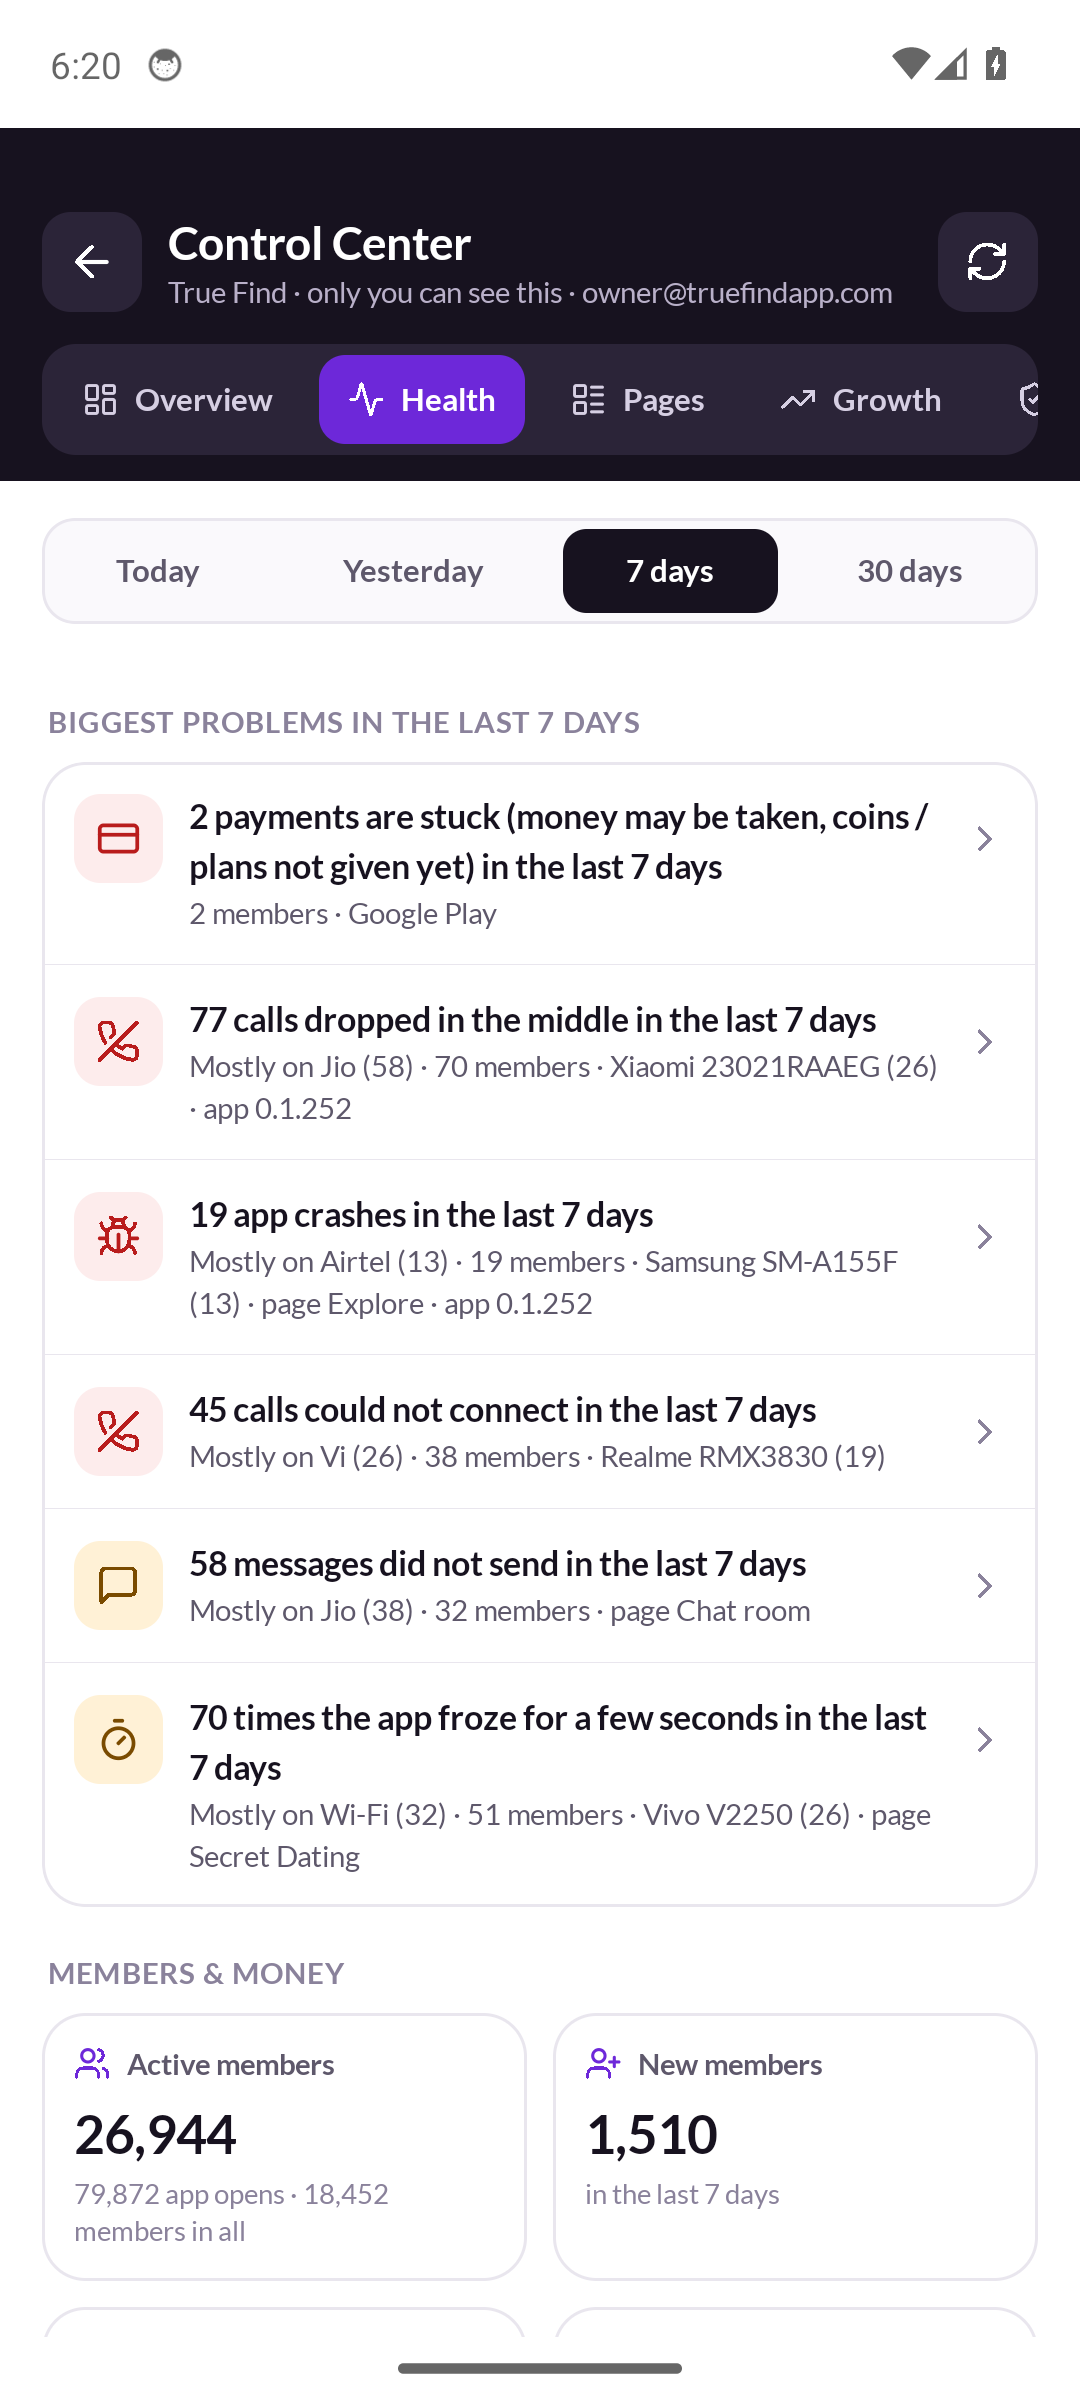 6:20
Control Center
True Find · only you can see this · owner@truefindapp.com
Overview
Health
Pages
Growth
Today
Yesterday
7 days
30 days
BIGGEST PROBLEMS IN THE LAST 7 DAYS
2 payments are stuck (money may be taken, coins /
plans not given yet) in the last 7 days
2 members · Google Play
77 calls dropped in the middle in the last 7 days
Mostly on Jio (58) · 70 members · Xiaomi 23021RAAEG (26)
· app 0.1.252
19 app crashes in the last 7 days
Mostly on Airtel (13) · 19 members · Samsung SM-A155F
(13) · page Explore · app 0.1.252
45 calls could not connect in the last 7 days
Mostly on Vi (26) · 38 members · Realme RMX3830 (19)
58 messages did not send in the last 7 days
Mostly on Jio (38) · 32 members · page Chat room
70 times the app froze for a few seconds in the last
7 days
Mostly on Wi-Fi (32) · 51 members · Vivo V2250 (26) · page
Secret Dating
MEMBERS & MONEY
Active members
26,944
79,872 app opens · 18,452
members in all
New members
1,510
in the last 7 days